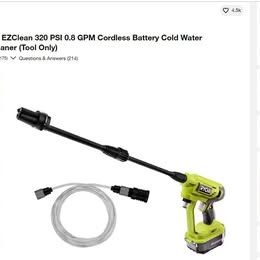 4.5k
EZClean 320 PSI 0.8 GPM Cordless Battery Cold Water
aner (Tool Only)
Questions & Answers (214)
RYOBI